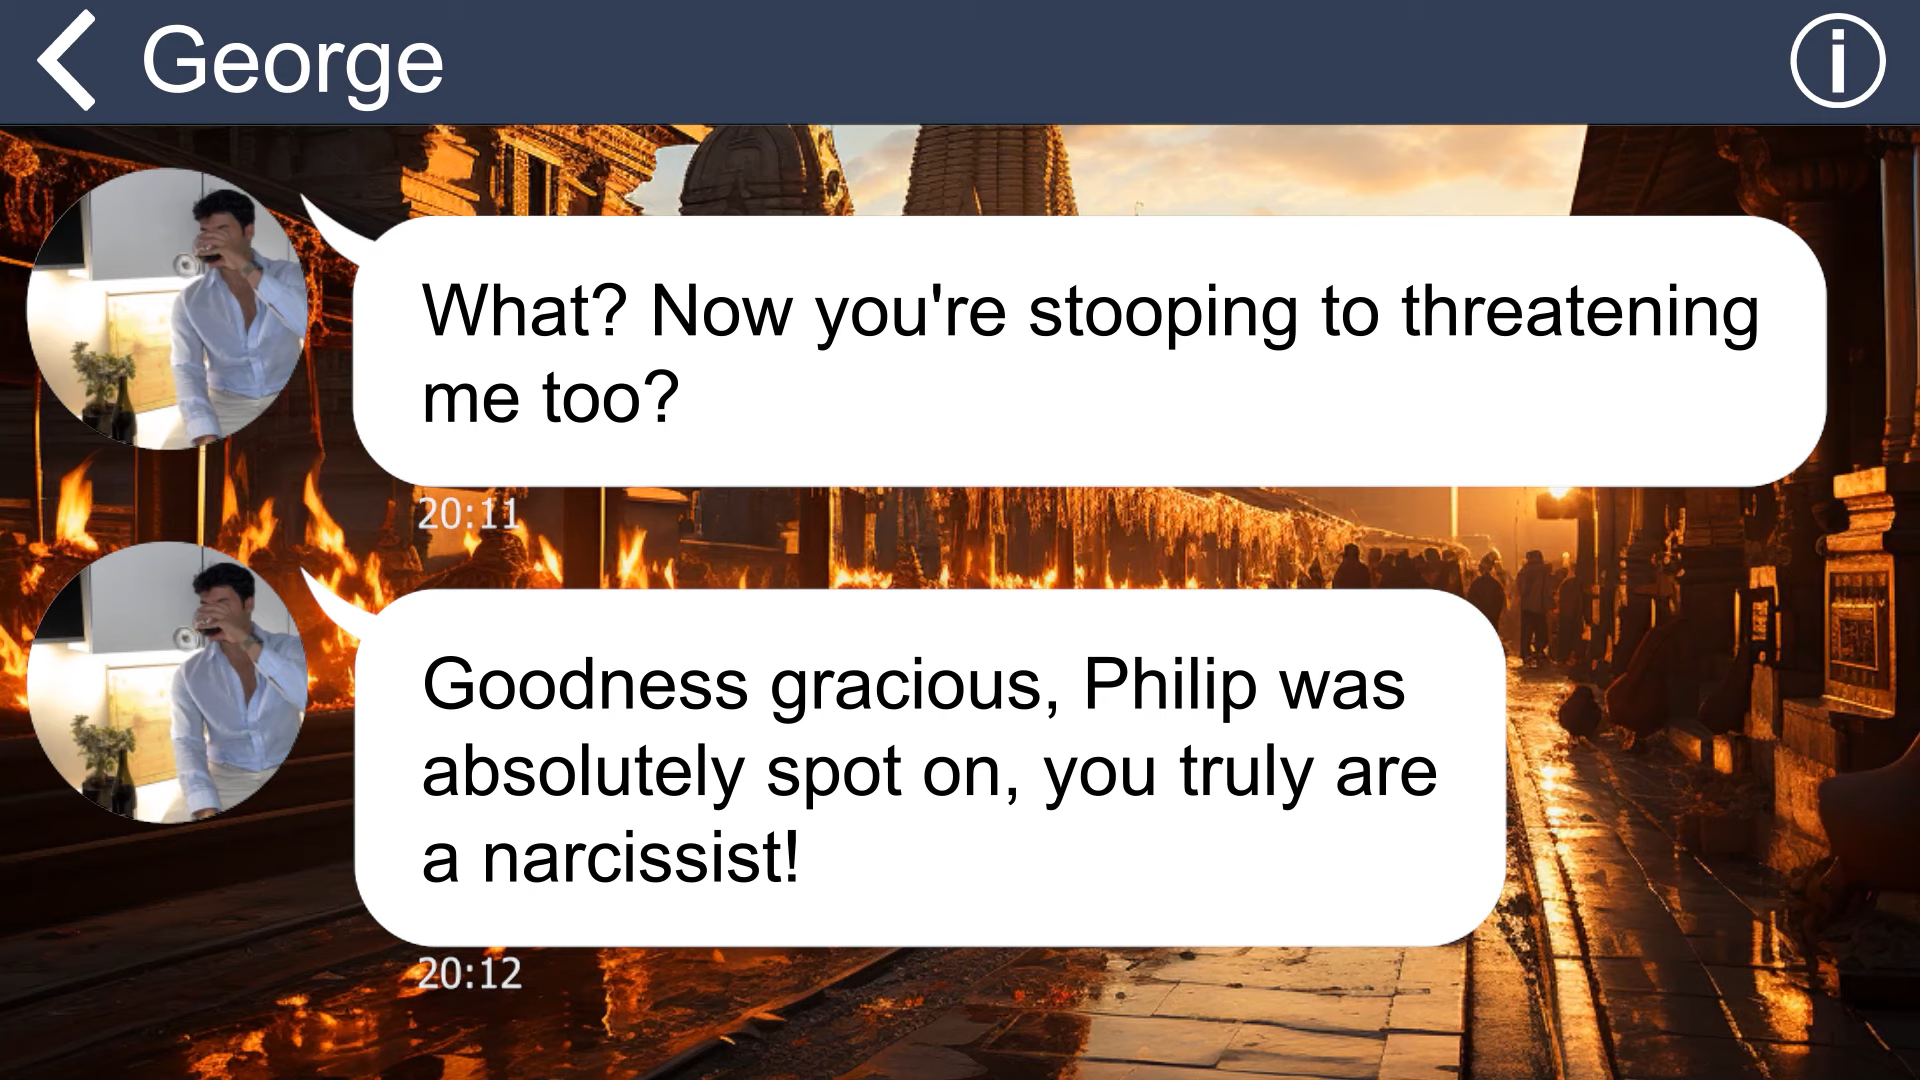 George
What? Now you're stooping to threatening
me too?
20:11
Goodness gracious, Philip was
absolutely spot on, you truly are
a narcissist!
20:12